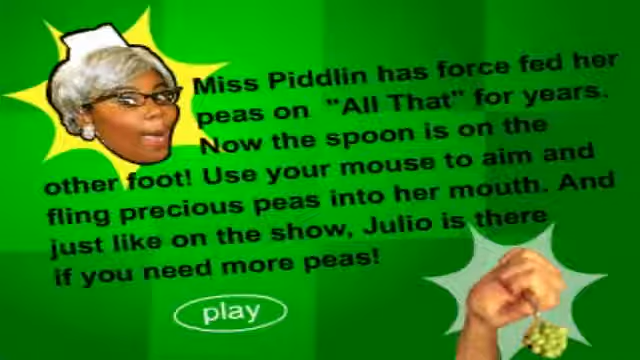 Miss Piddlin has force fed her
peas on "All That" for years.
Now the spoon is on the
other foot! Use your mouse to aim and
fling precious peas into her mouth. And
just like on the show, Julio is there
if you need more peas!
play